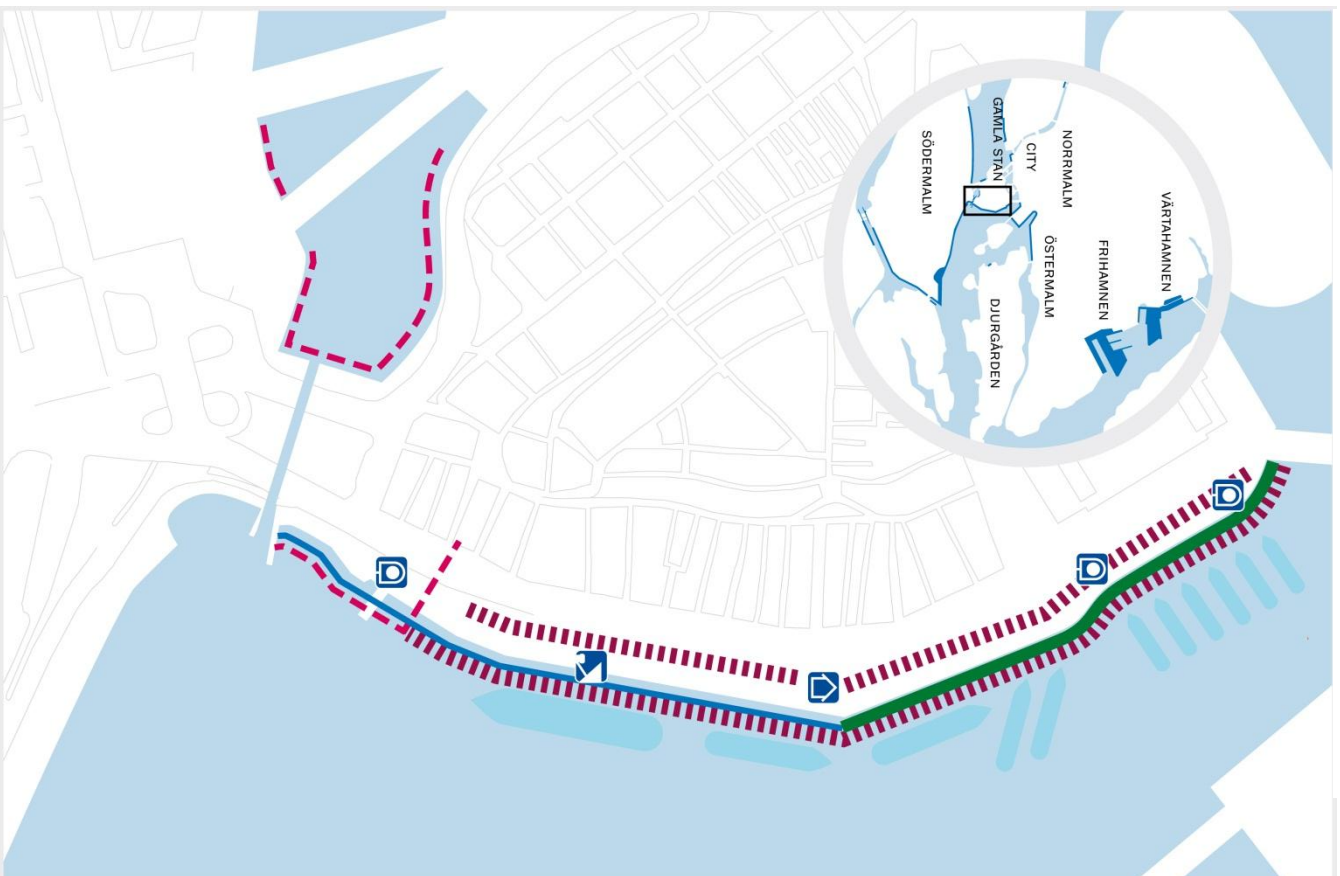 NORRMALM
CITY
GAMLA STAN
SÖDERMALM
VÄRTAHAMNEN
FRIHAMNEN
ÖSTERMALM
DJURGÅRDEN